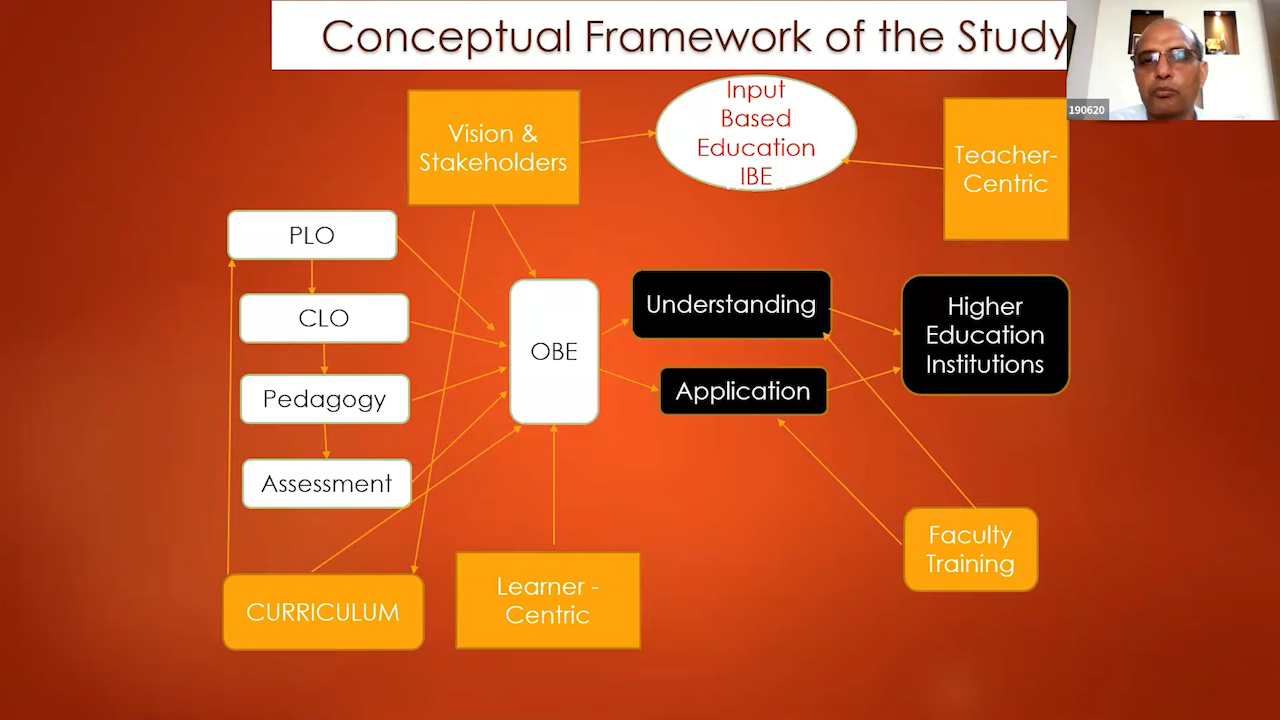 Conceptual Framework of the Study
190620
Vision &
Stakeholders
Input
Based
Education
IBE
Teacher-
Centric
PLO
CLO
Pedagogy
Assessment
OBE
Understanding
Application
Higher
Education
Institutions
Faculty
Training
CURRICULUM
Learner -
Centric